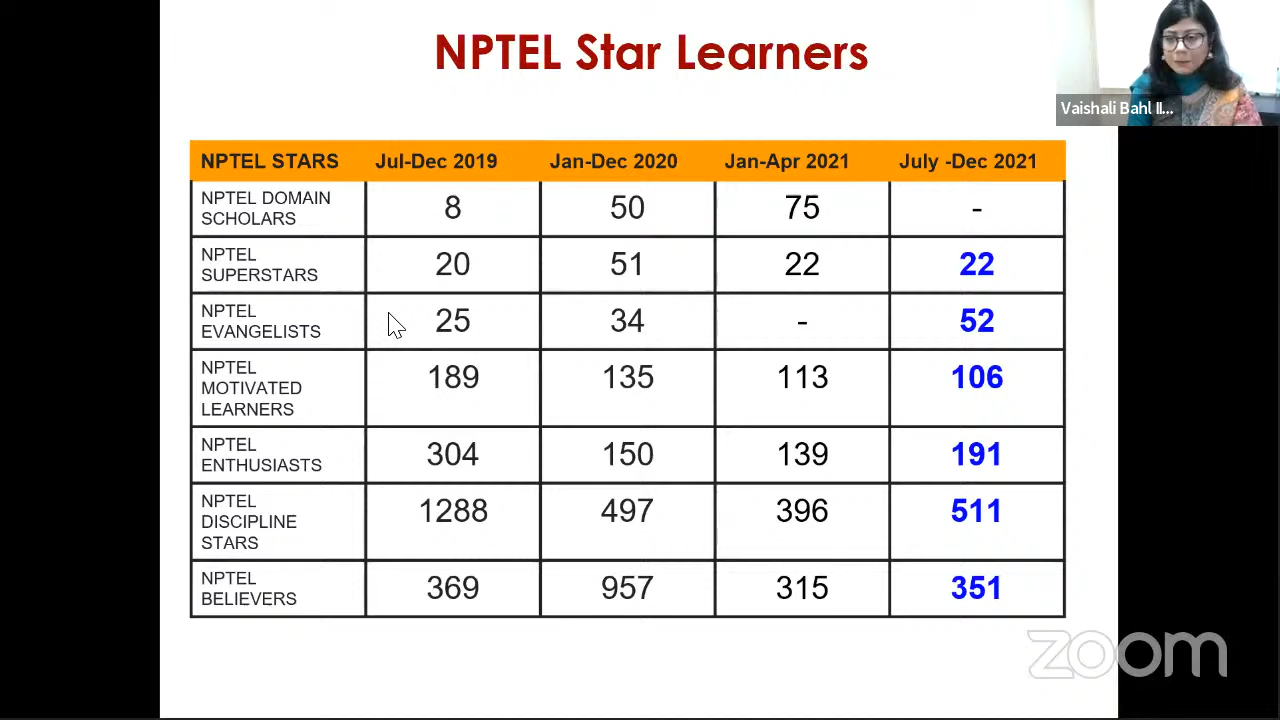 NPTEL Star Learners
Vaishali Bahl II...
NPTEL STARS Jul-Dec 2019 Jan-Dec 2020 Jan-Apr 2021 July -Dec 2021
NPTEL DOMAIN
SCHOLARS 8 50 75 -
NPTEL
SUPERSTARS 20 51 22 22
NPTEL
EVANGELISTS 25 34 - 52
NPTEL
MOTIVATED
LEARNERS 189 135 113 106
NPTEL
ENTHUSIASTS 304 150 139 191
NPTEL
DISCIPLINE
STARS 1288 497 396 511
NPTEL
BELIEVERS 369 957 315 351
zoom